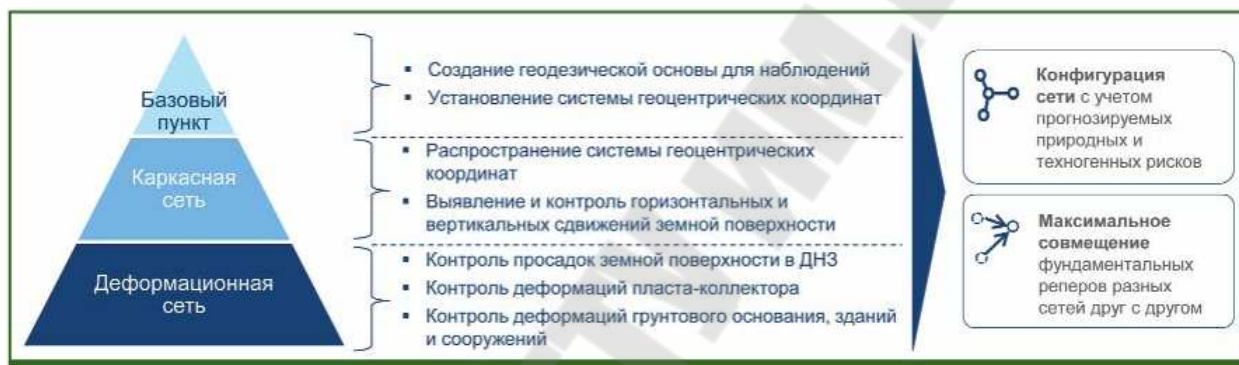 Базовый
пункт
Каркасная
сеть
Деформационная
сеть
▪ Создание геодезической основы для наблюдений
▪ Установление системы геоцентрических координат
▪ Распространение системы геоцентрических
координат
▪ Выявление и контроль горизонтальных и
вертикальных сдвижений земной поверхности
▪ Контроль просадок земной поверхности в ДНЗ
▪ Контроль деформаций пласта-коллектора
▪ Контроль деформаций грунтового основания, зданий
и сооружений
Конфигурация
сети с учетом
прогнозируемых
природных и
техногенных рисков
Максимальное
совмещение
фундаментальных
реперов разных
сетей друг с другом